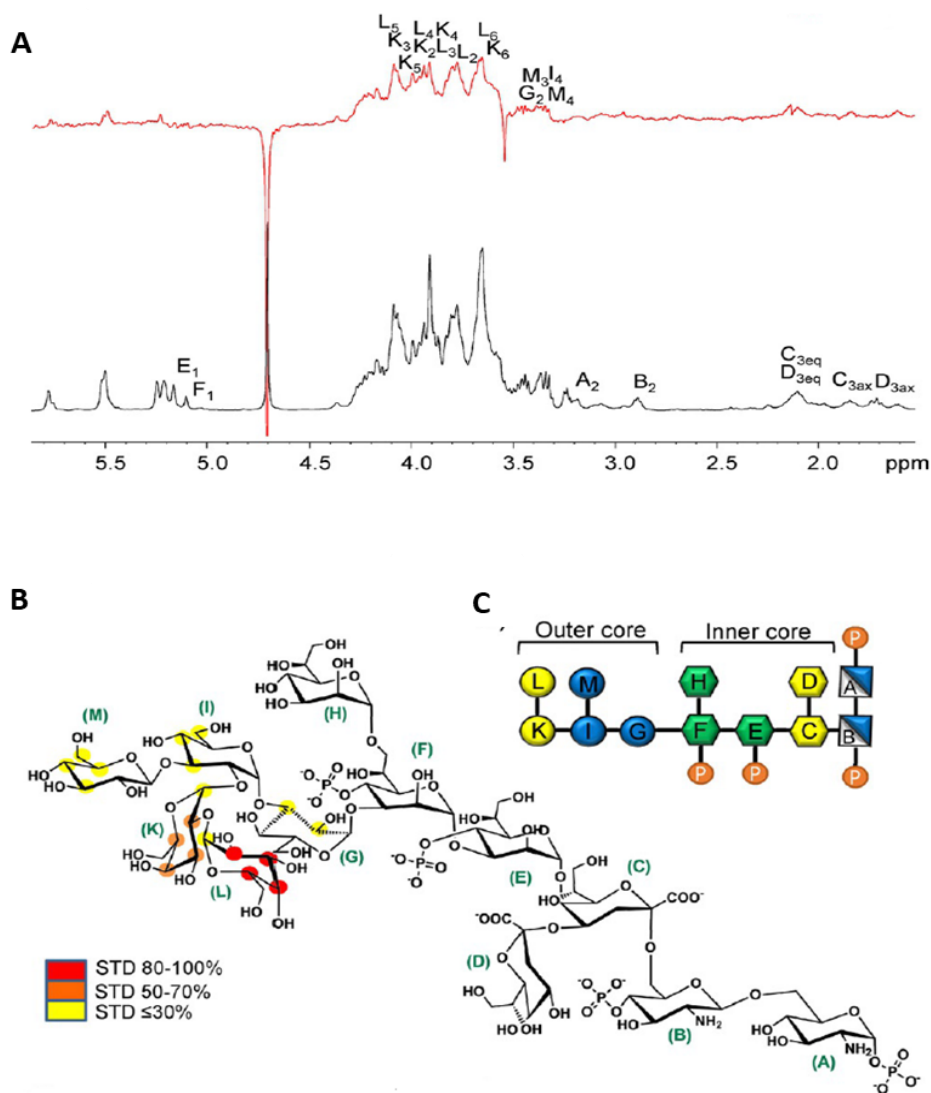 A
L5 L4 K4 L6
K3 K2 L3 L2 K6
K5
M3 I4
G2 M4
E1
F1
A2
B2
C3eq
D3eq
C3ax D3ax
5.5 5.0 4.5 4.0 3.5 3.0 2.5 2.0 ppm
B
C
Outer core
Inner core
L M H D P
K I G F E C A B
P P P
(M) (I) (H) (F)
(K) (L) (G) (E) (C)
(D) (B) (A)
STD 80-100%
STD 50-70%
STD ≤30%